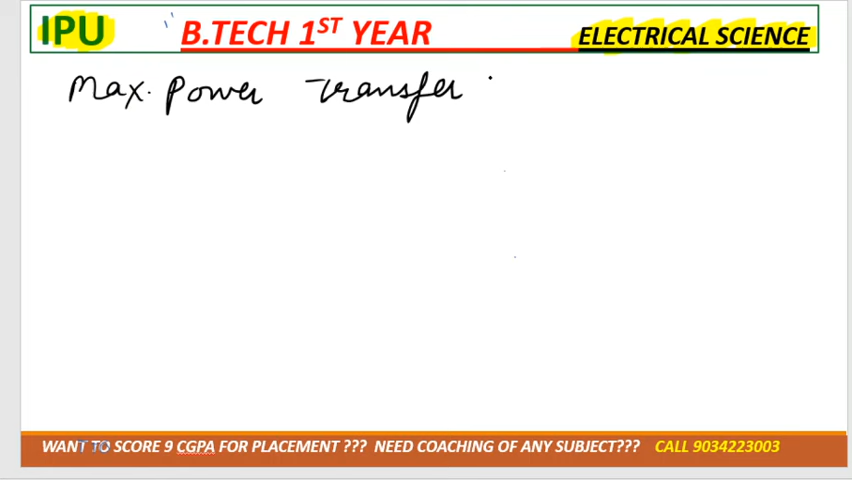 IPU B.TECH 1ST YEAR ELECTRICAL SCIENCE
Max. Power Transfer
WANT TO SCORE 9 CGPA FOR PLACEMENT ??? NEED COACHING OF ANY SUBJECT??? CALL 9034223003